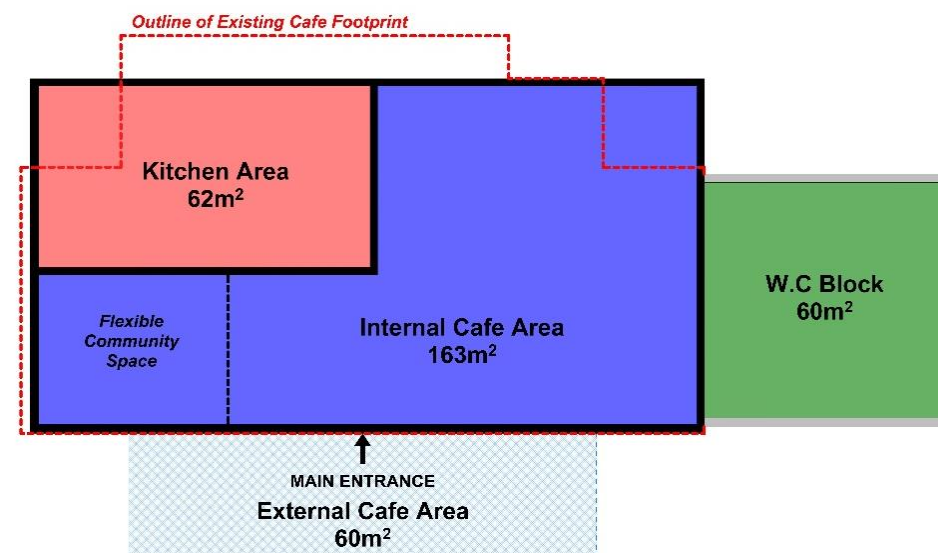 Outline of Existing Cafe Footprint
Kitchen Area
62m²
Flexible
Community
Space
Internal Cafe Area
163m²
W.C Block
60m²
MAIN ENTRANCE
External Cafe Area
60m²